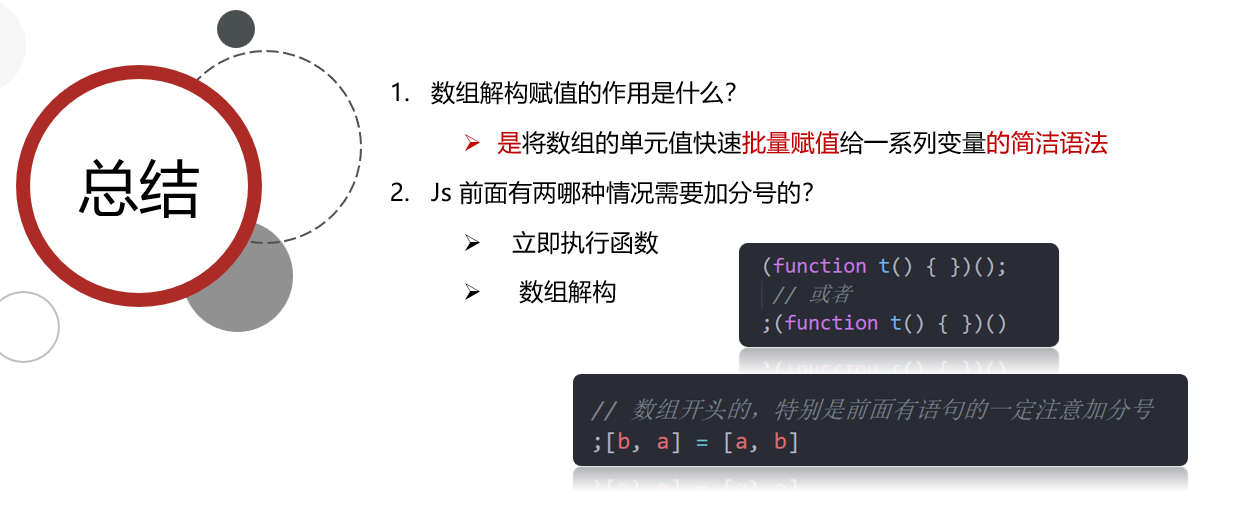 总结
1. 数组解构赋值的作用是什么?
➢ 是将数组的单元值快速批量赋值给一系列变量的简洁语法
2. Js 前面有两哪种情况需要加分号的?
➢ 立即执行函数
➢ 数组解构
(function t() { })();
// 或者
;(function t() { })()
// 数组开头的，特别是前面有语句的一定注意加分号
;[b, a] = [a, b]